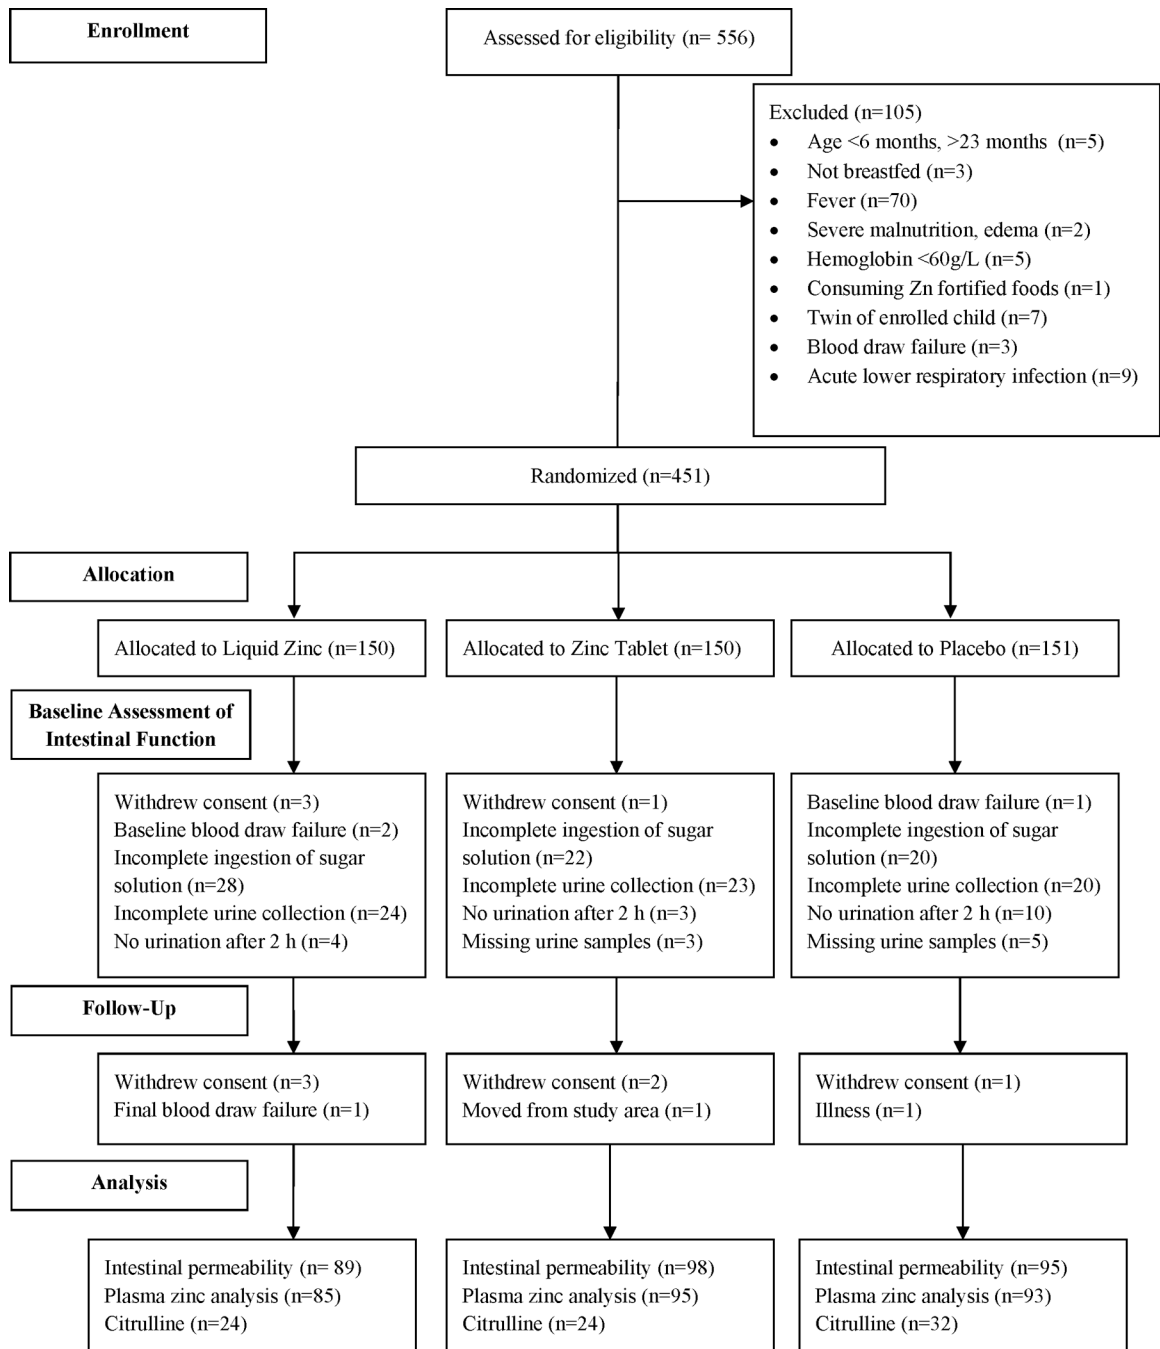 Enrollment
Assessed for eligibility (n= 556)
Excluded (n=105)
• Age <6 months, >23 months (n=5)
• Not breastfed (n=3)
• Fever (n=70)
• Severe malnutrition, edema (n=2)
• Hemoglobin <60g/L (n=5)
• Consuming Zn fortified foods (n=1)
• Twin of enrolled child (n=7)
• Blood draw failure (n=3)
• Acute lower respiratory infection (n=9)
Randomized (n=451)
Allocation
Allocated to Liquid Zinc (n=150)
Allocated to Zinc Tablet (n=150)
Allocated to Placebo (n=151)
Baseline Assessment of
Intestinal Function
Withdrew consent (n=3)
Baseline blood draw failure (n=2)
Incomplete ingestion of sugar
solution (n=28)
Incomplete urine collection (n=24)
No urination after 2 h (n=4)
Withdrew consent (n=1)
Incomplete ingestion of sugar
solution (n=22)
Incomplete urine collection (n=23)
No urination after 2 h (n=3)
Missing urine samples (n=3)
Baseline blood draw failure (n=1)
Incomplete ingestion of sugar
solution (n=20)
Incomplete urine collection (n=20)
No urination after 2 h (n=10)
Missing urine samples (n=5)
Follow-Up
Withdrew consent (n=3)
Final blood draw failure (n=1)
Withdrew consent (n=2)
Moved from study area (n=1)
Withdrew consent (n=1)
Illness (n=1)
Analysis
Intestinal permeability (n= 89)
Plasma zinc analysis (n=85)
Citrulline (n=24)
Intestinal permeability (n=98)
Plasma zinc analysis (n=95)
Citrulline (n=24)
Intestinal permeability (n=95)
Plasma zinc analysis (n=93)
Citrulline (n=32)